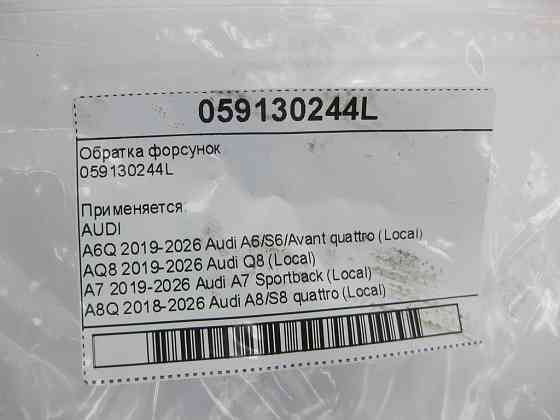 059130244L
Обратка форсунок
059130244L
Применяется:
AUDI
A6Q 2019-2026 Audi A6/S6/Avant quattro (Local)
AQ8 2019-2026 Audi Q8 (Local)
A7 2019-2026 Audi A7 Sportback (Local)
A8Q 2018-2026 Audi A8/S8 quattro (Local)